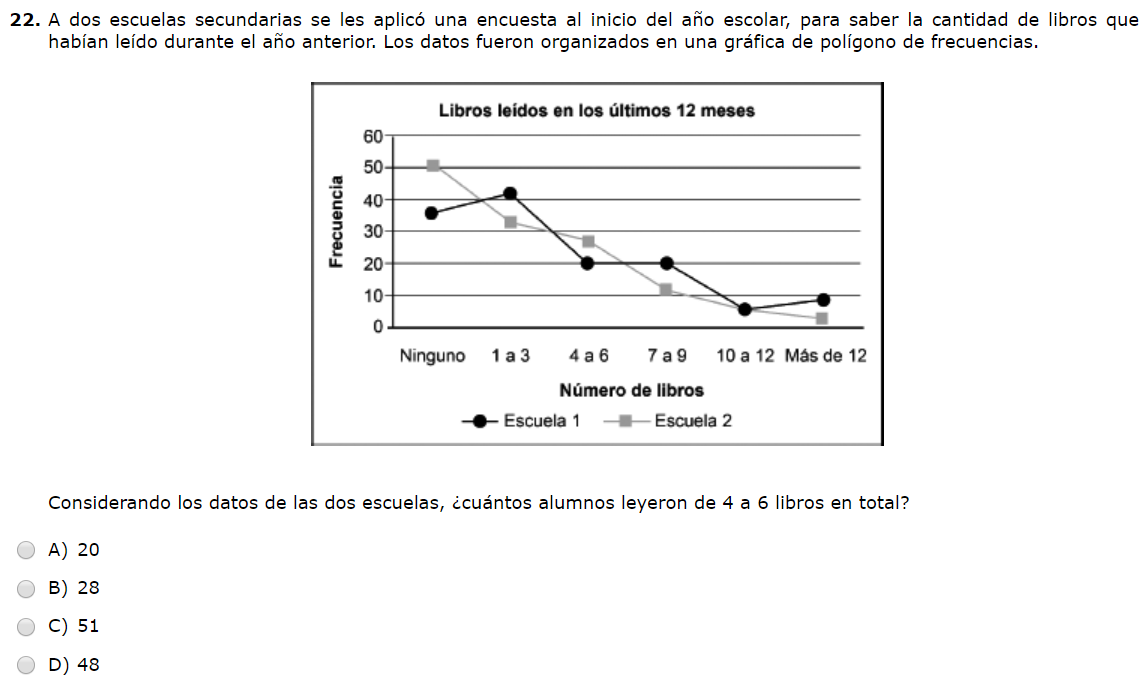 22. A dos escuelas secundarias se les aplicó una encuesta al inicio del año escolar, para saber la cantidad de libros que
habían leído durante el año anterior. Los datos fueron organizados en una gráfica de polígono de frecuencias.
Libros leídos en los últimos 12 meses
60
50
40
30
20
10
0
Frecuencia
Ninguno 1 a 3 4 a 6 7 a 9 10 a 12 Más de 12
Número de libros
Escuela 1 Escuela 2
Considerando los datos de las dos escuelas, ¿cuántos alumnos leyeron de 4 a 6 libros en total?
A) 20
B) 28
C) 51
D) 48